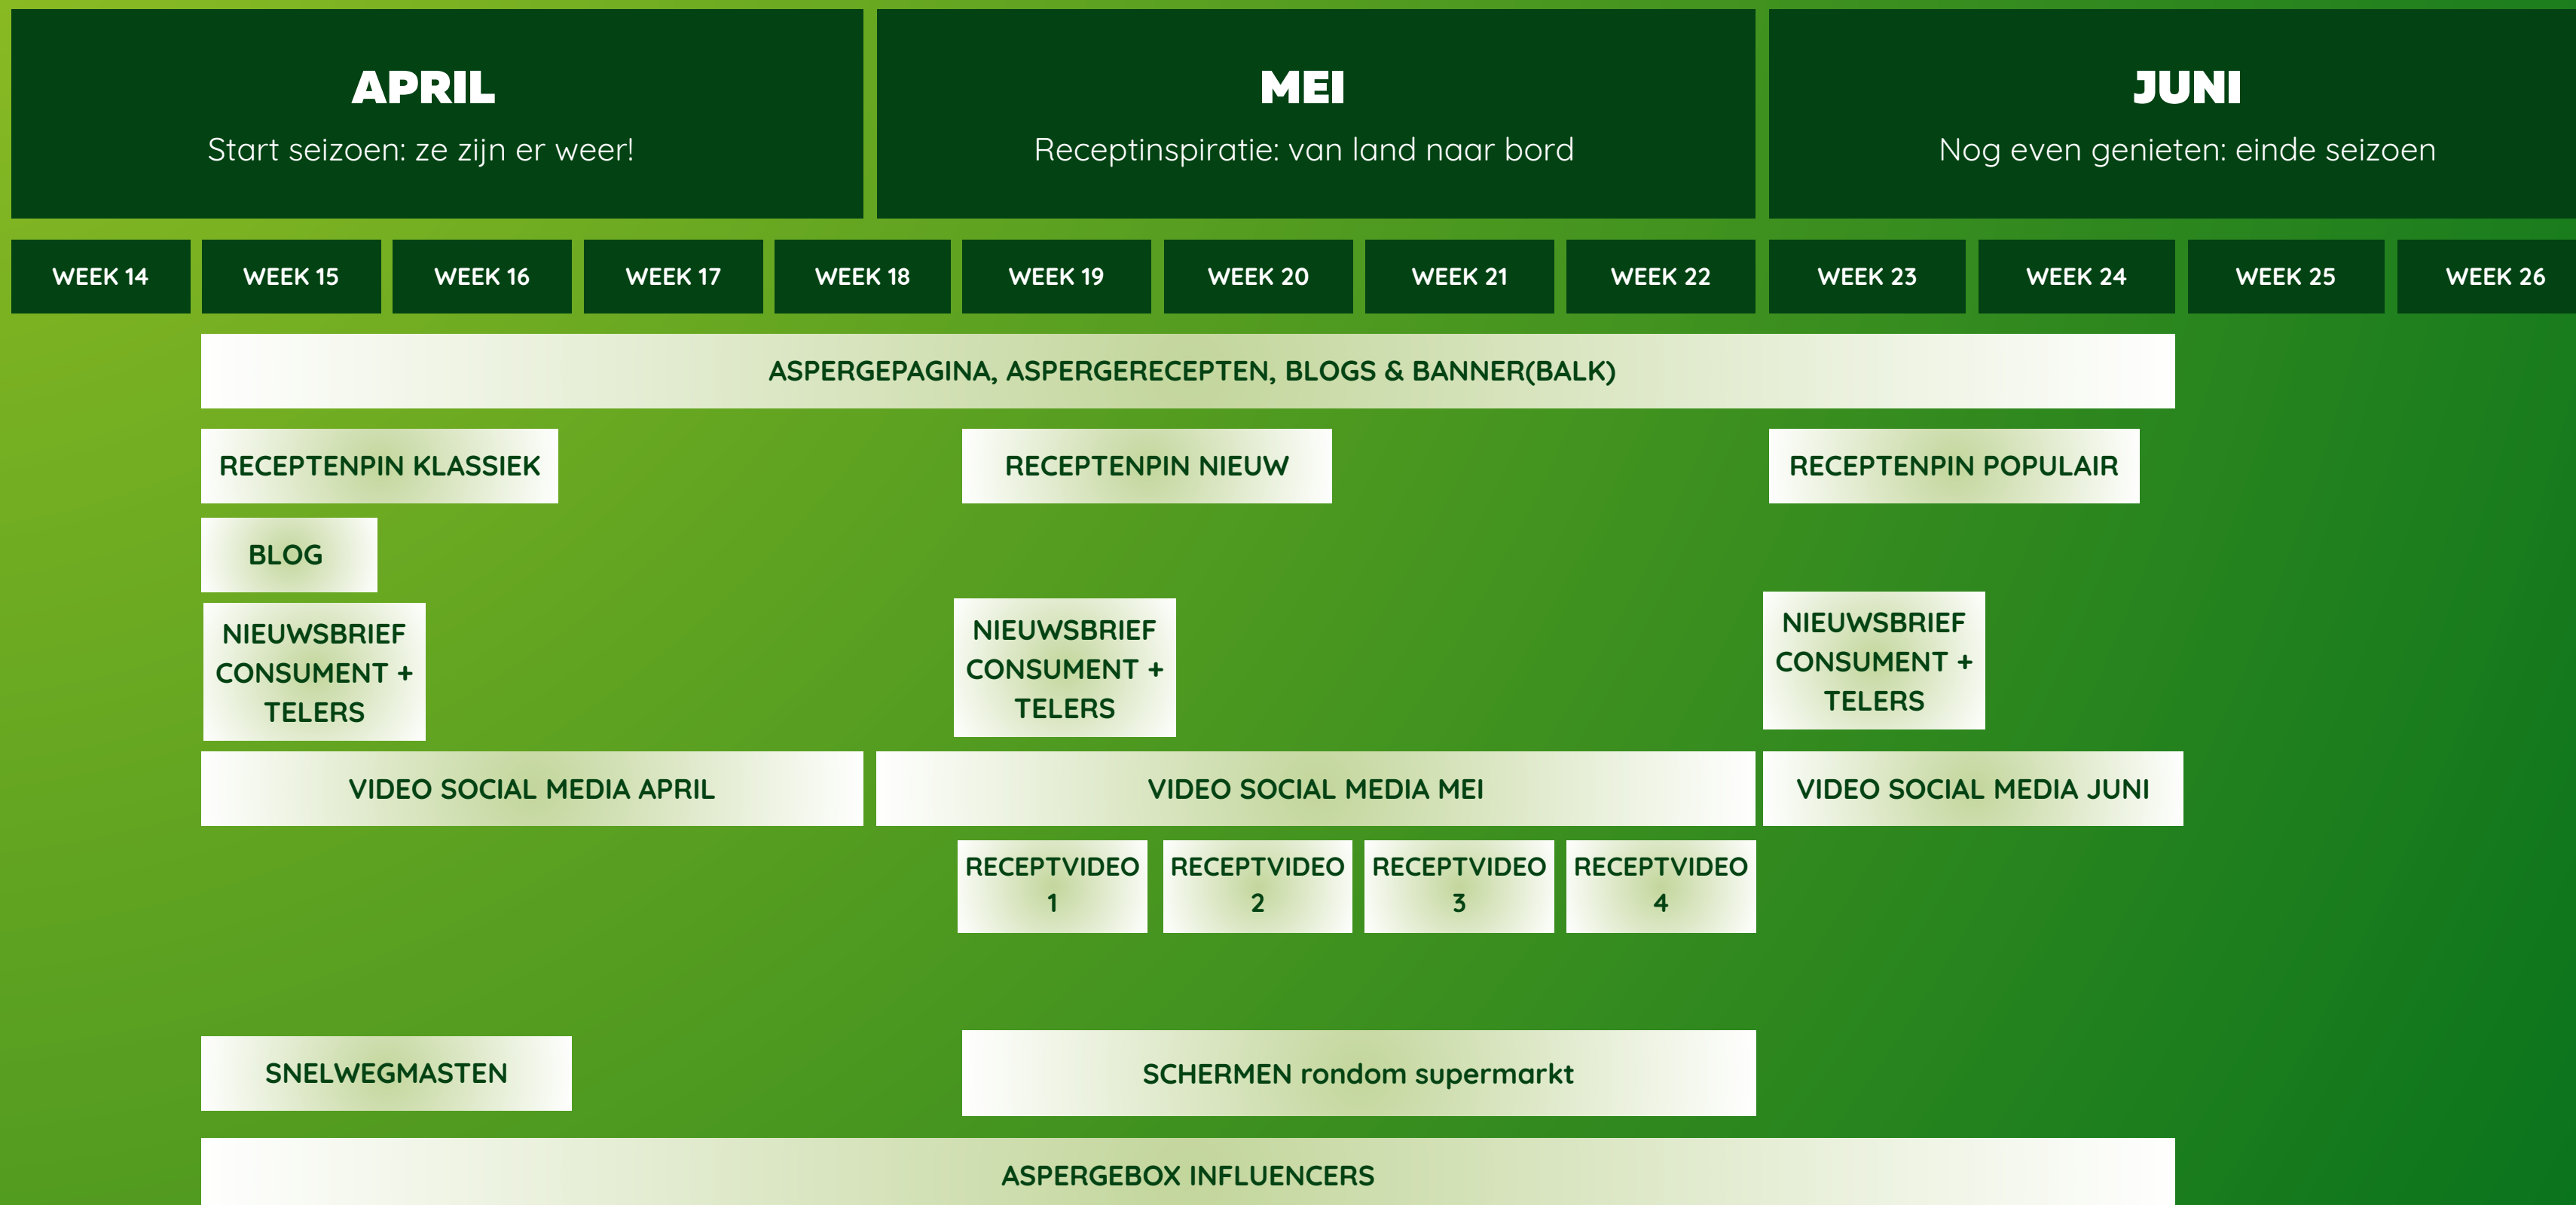 APRIL
Start seizoen: ze zijn er weer!
MEI
Receptinspiratie: van land naar bord
JUNI
Nog even genieten: einde seizoen
WEEK 14
WEEK 15
WEEK 16
WEEK 17
WEEK 18
WEEK 19
WEEK 20
WEEK 21
WEEK 22
WEEK 23
WEEK 24
WEEK 25
WEEK 26
ASPERGEPAGINA, ASPERGERECEPTEN, BLOGS & BANNER(BALK)
RECEPTENPIN KLASSIEK
RECEPTENPIN NIEUW
RECEPTENPIN POPULAIR
BLOG
NIEUWSBRIEF
CONSUMENT +
TELERS
NIEUWSBRIEF
CONSUMENT +
TELERS
NIEUWSBRIEF
CONSUMENT +
TELERS
VIDEO SOCIAL MEDIA APRIL
VIDEO SOCIAL MEDIA MEI
VIDEO SOCIAL MEDIA JUNI
RECEPTVIDEO
1
RECEPTVIDEO
2
RECEPTVIDEO
3
RECEPTVIDEO
4
SNELWEGMASTEN
SCHERMEN rondom supermarkt
ASPERGEBOX INFLUENCERS